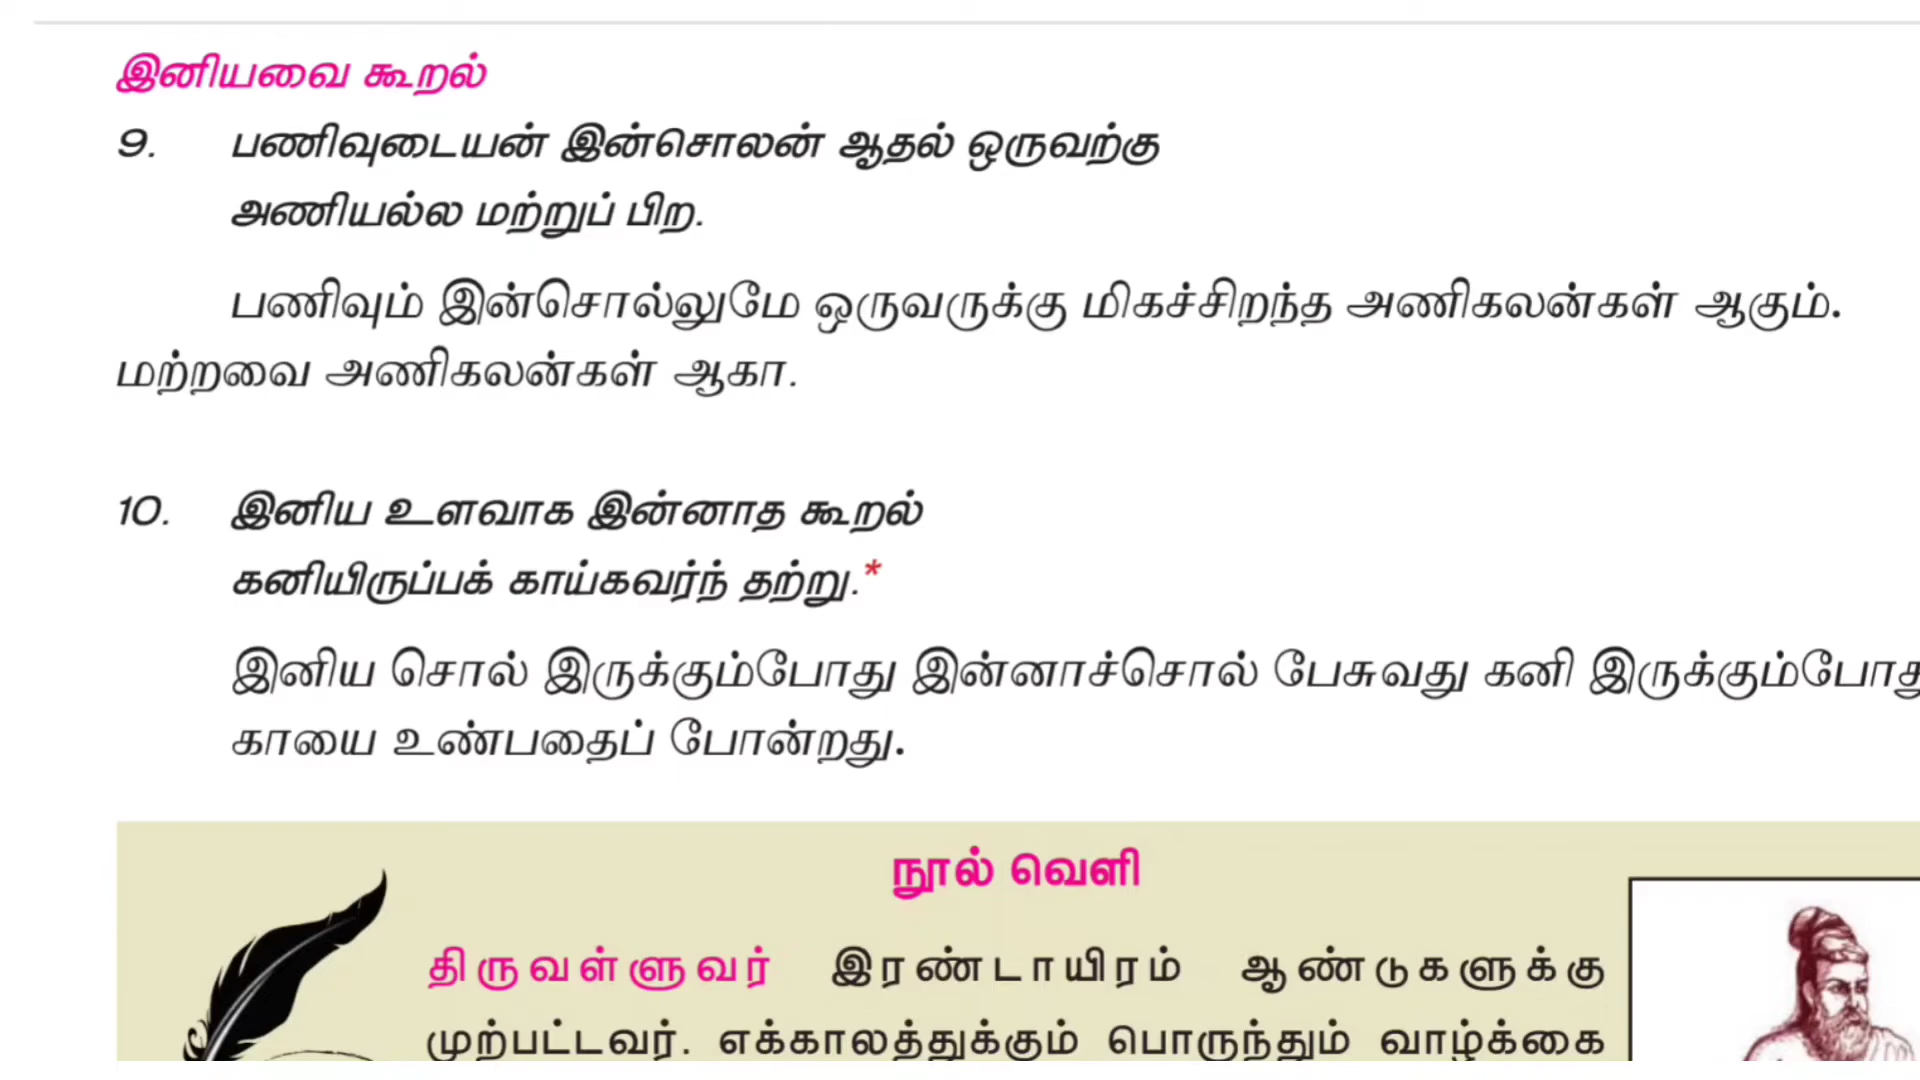 இனியவை கூறல்
9. பணிவுடையன் இன்சொலன் ஆதல் ஒருவற்கு
அணியல்ல மற்றுப் பிற.
பணிவும் இன்சொல்லுமே ஒருவருக்கு மிகச்சிறந்த அணிகலன்கள் ஆகும்.
மற்றவை அணிகலன்கள் ஆகா.
10. இனிய உளவாக இன்னாத கூறல்
கனியிருப்பக் காய்கவர்ந் தற்று.*
இனிய சொல் இருக்கும்போது இன்னாச்சொல் பேசுவது கனி இருக்கும்போது
காயை உண்பதைப் போன்றது.
நூல் வெளி
திருவள்ளுவர் இரண்டாயிரம் ஆண்டுகளுக்கு
முற்பட்டவர். எக்காலத்துக்கும் பொருந்தும் வாழ்க்கை